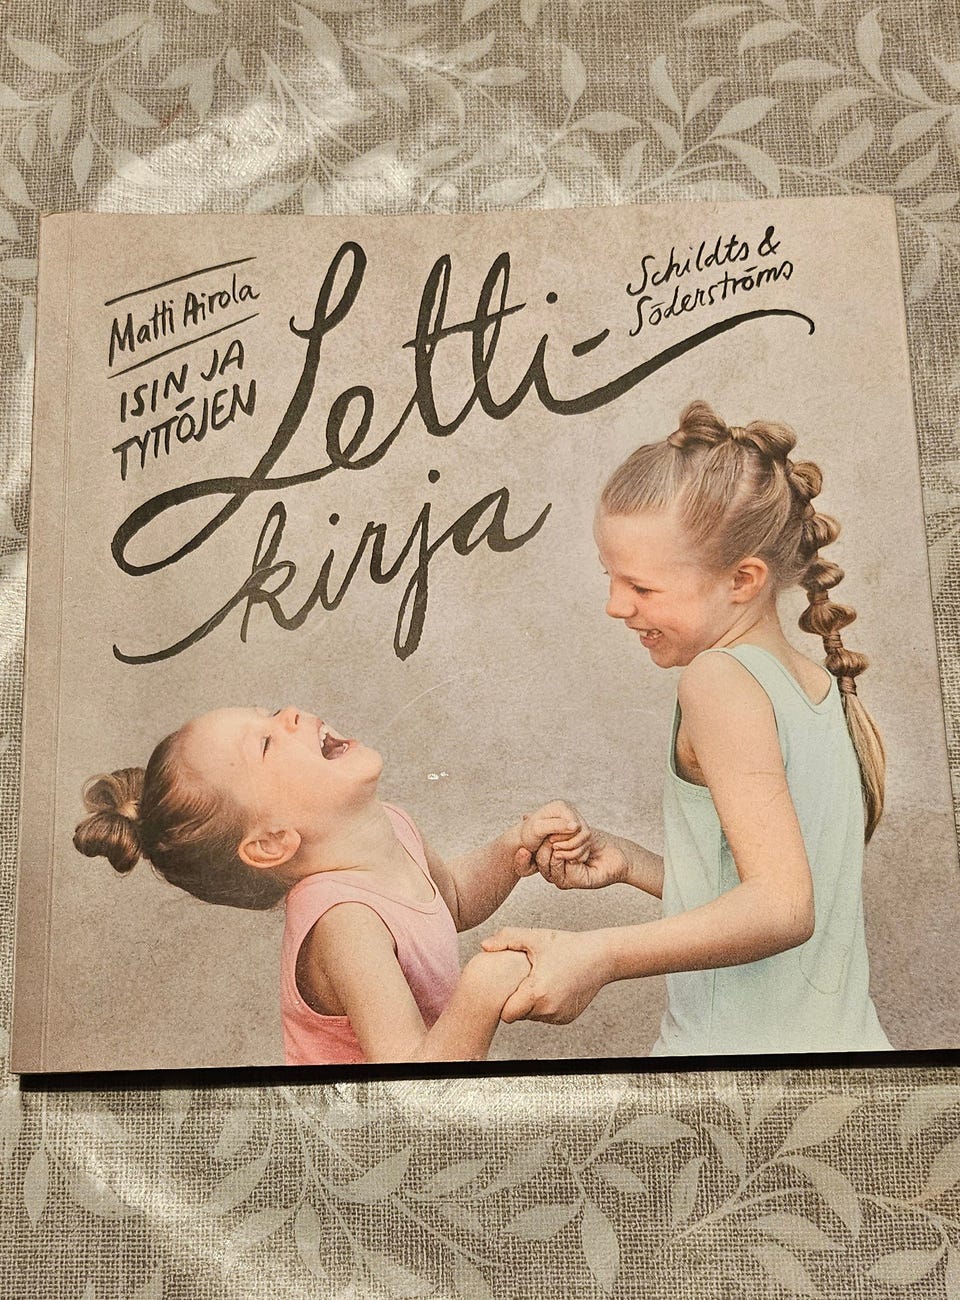 Matti Airola
ISIN JA
TYTTÖJEN
Letti-
kirja
Schildts &
Söderströms